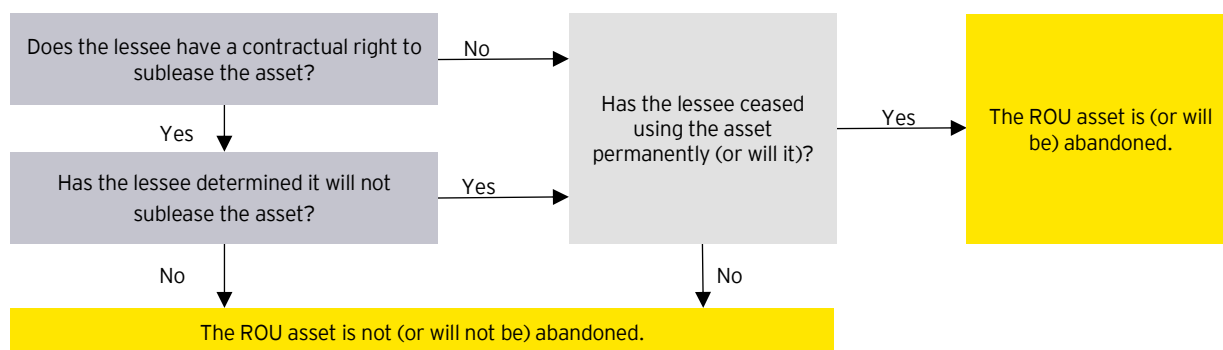 Does the lessee have a contractual right to
sublease the asset?
No
Yes
Has the lessee determined it will not
sublease the asset?
Yes
No
Has the lessee ceased
using the asset
permanently (or will it)?
Yes
No
The ROU asset is (or will
be) abandoned.
The ROU asset is not (or will not be) abandoned.